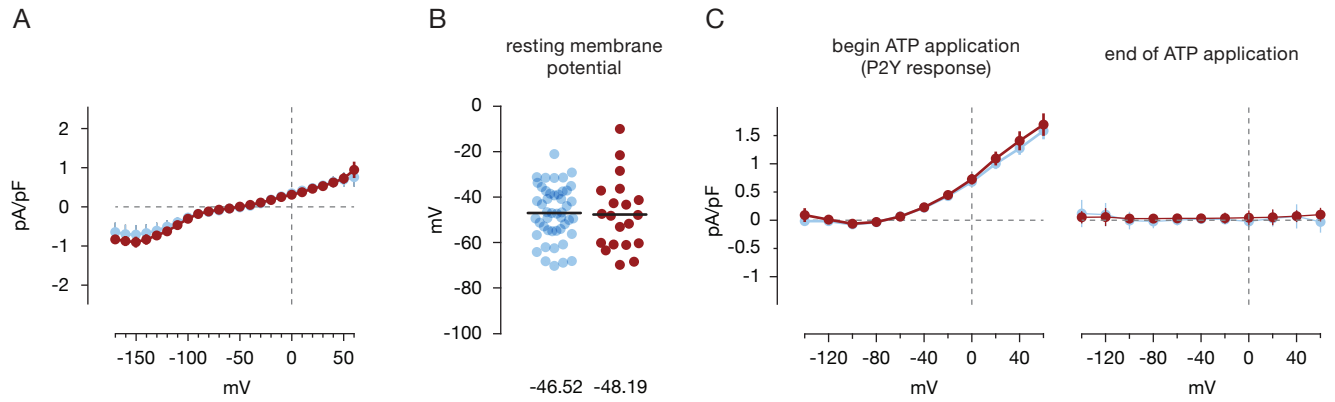 A
2
1
0
-1
-2
pA/pF
-150
-100
-50
0
50
mV
B
resting membrane
potential
0
-20
-40
-60
-80
-100
mV
-46.52
-48.19
C
begin ATP application
(P2Y response)
1.5
1
0.5
0
-0.5
-1
pA/pF
-120
-80
-40
0
40
mV
end of ATP application
-120
-80
-40
0
40
mV